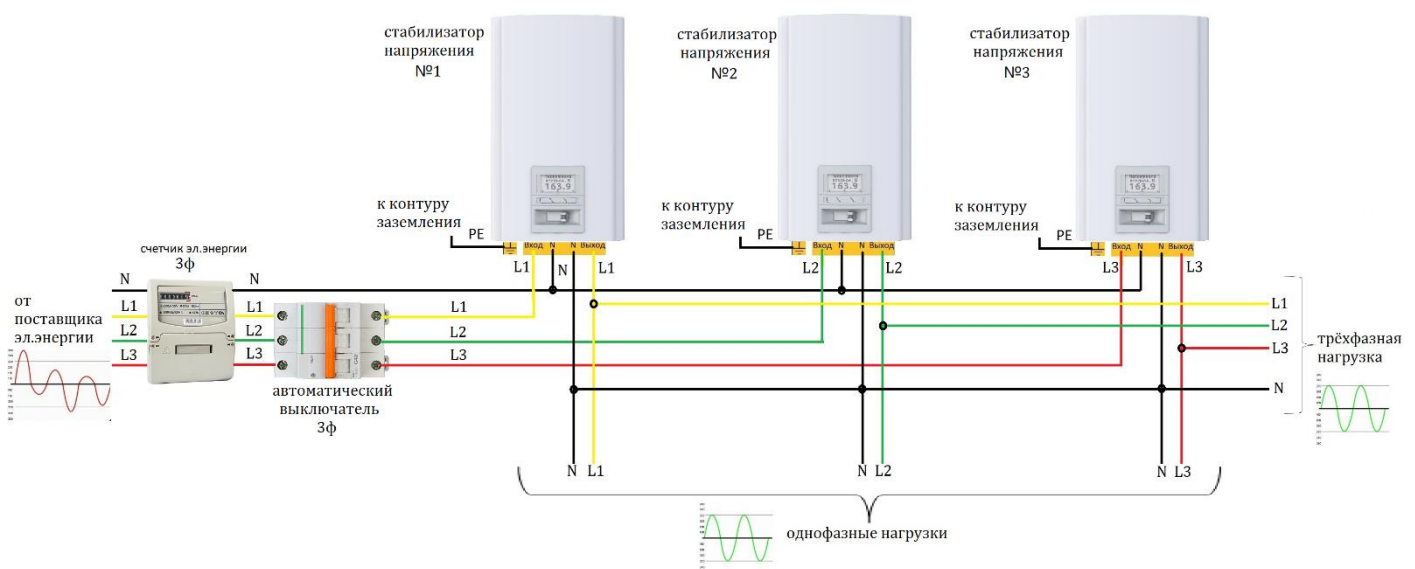 стабилизатор
напряжения
№1
стабилизатор
напряжения
№2
стабилизатор
напряжения
№3
163.9
163.9
163.9
к контуру
заземления
PE
к контуру
заземления
PE
к контуру
заземления
PE
Вход N N Выход
Вход N N Выход
Вход N N Выход
L1 N L1
L2 L2
L3 L3
счетчик эл.энергии
3ф
от
поставщика
эл.энергии
N N
L1 L1 L1
L2 L2 L2
L3 L3 L3
автоматический
выключатель
3ф
L1
L2
L3
N
трёхфазная
нагрузка
N L1
N L2
N L3
однофазные нагрузки